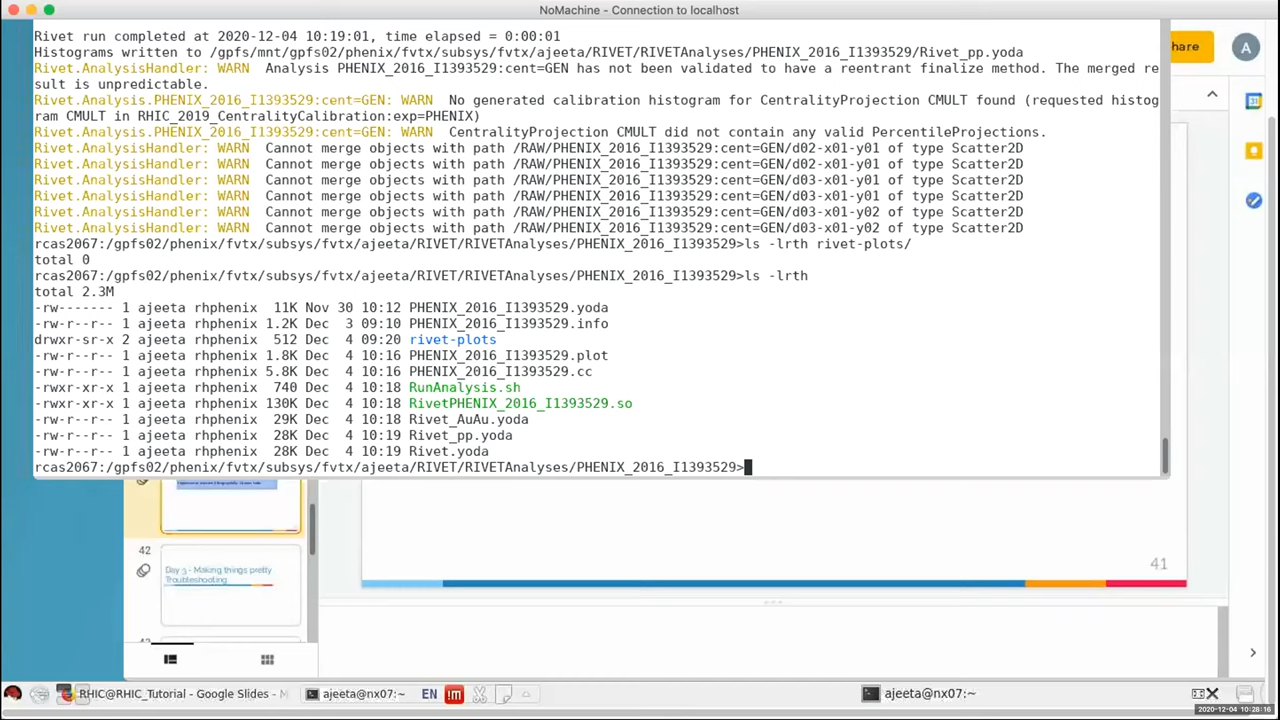 NoMachine - Connection to localhost
Rivet run completed at 2020-12-04 10:19:01, time elapsed = 0:00:01
Histograms written to /gpfs/mnt/gpfs02/phenix/fvtx/subsys/fvtx/ajeeta/RIVET/RIVETAnalyses/PHENIX_2016_I1393529/Rivet_pp.yoda
Rivet.AnalysisHandler: WARN  Analysis PHENIX_2016_I1393529:cent=GEN has not been validated to have a reentrant finalize method. The merged re
sult is unpredictable.
Rivet.Analysis.PHENIX_2016_I1393529:cent=GEN: WARN  No generated calibration histogram for CentralityProjection CMULT found (requested histog
ram CMULT in RHIC_2019_CentralityCalibration:exp=PHENIX)
Rivet.Analysis.PHENIX_2016_I1393529:cent=GEN: WARN  CentralityProjection CMULT did not contain any valid PercentileProjections.
Rivet.AnalysisHandler: WARN  Cannot merge objects with path /RAW/PHENIX_2016_I1393529:cent=GEN/d02-x01-y01 of type Scatter2D
Rivet.AnalysisHandler: WARN  Cannot merge objects with path /RAW/PHENIX_2016_I1393529:cent=GEN/d02-x01-y02 of type Scatter2D
Rivet.AnalysisHandler: WARN  Cannot merge objects with path /RAW/PHENIX_2016_I1393529:cent=GEN/d03-x01-y01 of type Scatter2D
Rivet.AnalysisHandler: WARN  Cannot merge objects with path /RAW/PHENIX_2016_I1393529:cent=GEN/d03-x01-y01 of type Scatter2D
Rivet.AnalysisHandler: WARN  Cannot merge objects with path /RAW/PHENIX_2016_I1393529:cent=GEN/d03-x01-y02 of type Scatter2D
Rivet.AnalysisHandler: WARN  Cannot merge objects with path /RAW/PHENIX_2016_I1393529:cent=GEN/d03-x01-y02 of type Scatter2D
rcas2067:/gpfs02/phenix/fvtx/subsys/fvtx/ajeeta/RIVET/RIVETAnalyses/PHENIX_2016_I1393529>ls -lrth rivet-plots/
total 0
rcas2067:/gpfs02/phenix/fvtx/subsys/fvtx/ajeeta/RIVET/RIVETAnalyses/PHENIX_2016_I1393529>ls -lrth
total 2.3M
-rw------- 1 ajeeta rhphenix  11K Nov 30 10:12 PHENIX_2016_I1393529.yoda
-rw-r--r-- 1 ajeeta rhphenix 1.2K Dec  3 09:10 PHENIX_2016_I1393529.info
drwxr-sr-x 2 ajeeta rhphenix  512 Dec  4 09:20 rivet-plots
-rw-r--r-- 1 ajeeta rhphenix 1.8K Dec  4 10:16 PHENIX_2016_I1393529.plot
-rw-r--r-- 1 ajeeta rhphenix 5.8K Dec  4 10:16 PHENIX_2016_I1393529.cc
-rwxr-xr-x 1 ajeeta rhphenix  740 Dec  4 10:18 RunAnalysis.sh
-rwxr-xr-x 1 ajeeta rhphenix 130K Dec  4 10:18 RivetPHENIX_2016_I1393529.so
-rw-r--r-- 1 ajeeta rhphenix  29K Dec  4 10:18 Rivet_AuAu.yoda
-rw-r--r-- 1 ajeeta rhphenix  28K Dec  4 10:19 Rivet_pp.yoda
-rw-r--r-- 1 ajeeta rhphenix  28K Dec  4 10:19 Rivet.yoda
rcas2067:/gpfs02/phenix/fvtx/subsys/fvtx/ajeeta/RIVET/RIVETAnalyses/PHENIX_2016_I1393529>
hare
A
31
42
Day 3 - Making things pretty
Troubleshooting
41
RHIC@RHIC_Tutorial - Google Slides - M
ajeeta@nx07:~
EN
!m
ajeeta@nx07:~
2020-12-04 10:28:16